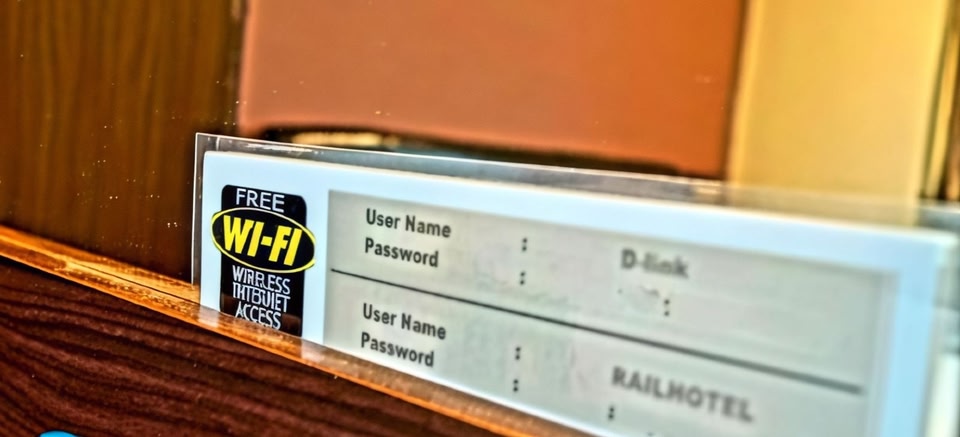 FREE
WI-FI
WIRELESS
ACCESS
User Name : D-link
Password : :
User Name : RAILHOTEL
Password : :